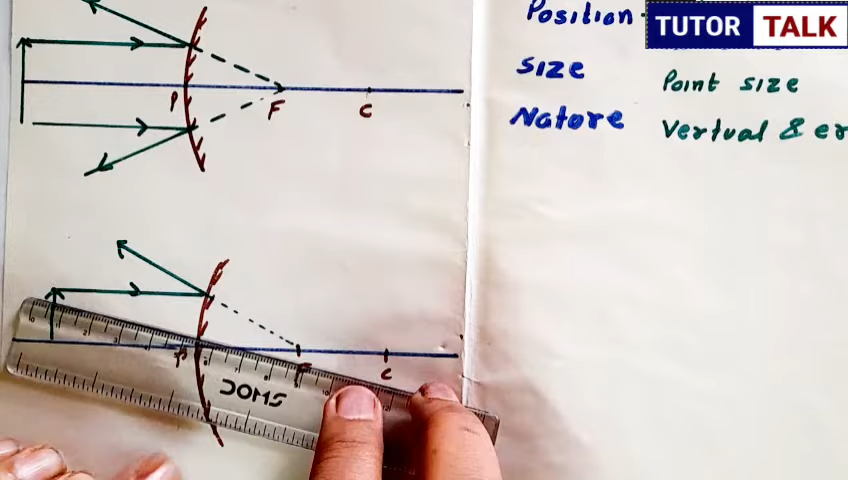 Position
TUTOR TALK
size
Point size
Natore
Vertual & er
P
F
C
P
F
C
DOMS